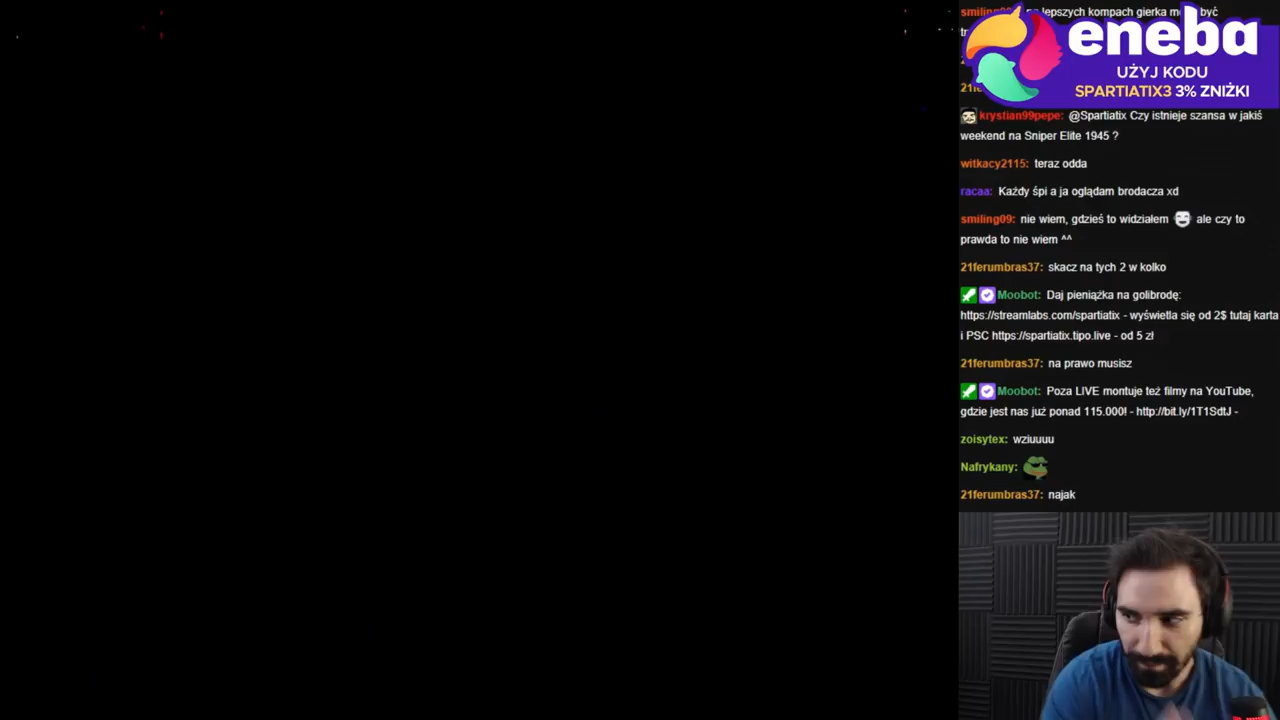 smiling
lepszych kompach gierka
być
eneba
UŻYJ KODU
SPARTIATIX3 3% ZNIŻKI
krystian99pepe: @Spartiatix Czy istnieje szansa w jakiś
weekend na Sniper Elite 1945 ?
witkacy2115: teraz odda
racaa: Każdy śpi a ja oglądam brodacza xd
smiling09: nie wiem, gdzieś to widziałem ale czy to
prawda to nie wiem ^^
21ferumbras37: skacz na tych 2 w kolko
Moobot: Daj pieniążka na golibrodę:
https://streamlabs.com/spartiatix - wyświetla się od 2$ tutaj karta
i PSC https://spartiatix.tipo.live - od 5 zł
21ferumbras37: na prawo musisz
Moobot: Poza LIVE montuje też filmy na YouTube,
gdzie jest nas już ponad 115.000! - http://bit.ly/1T1SdtJ -
zoisytex: wziuuuu
Nafrykany:
21ferumbras37: najak